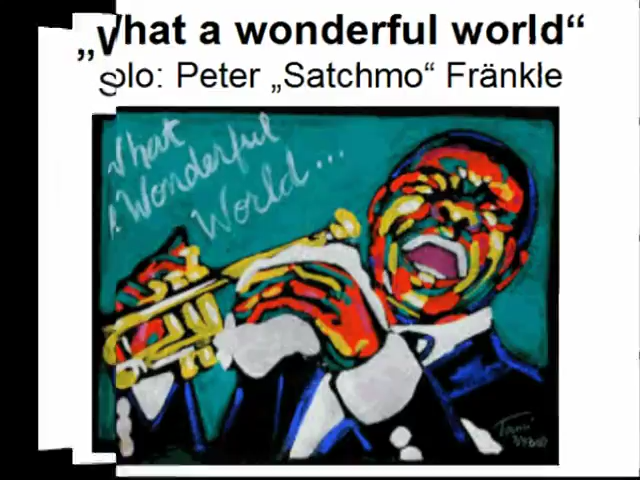 „What a wonderful world“
Solo: Peter „Satchmo“ Fränkle
What
A Wonderful
World...